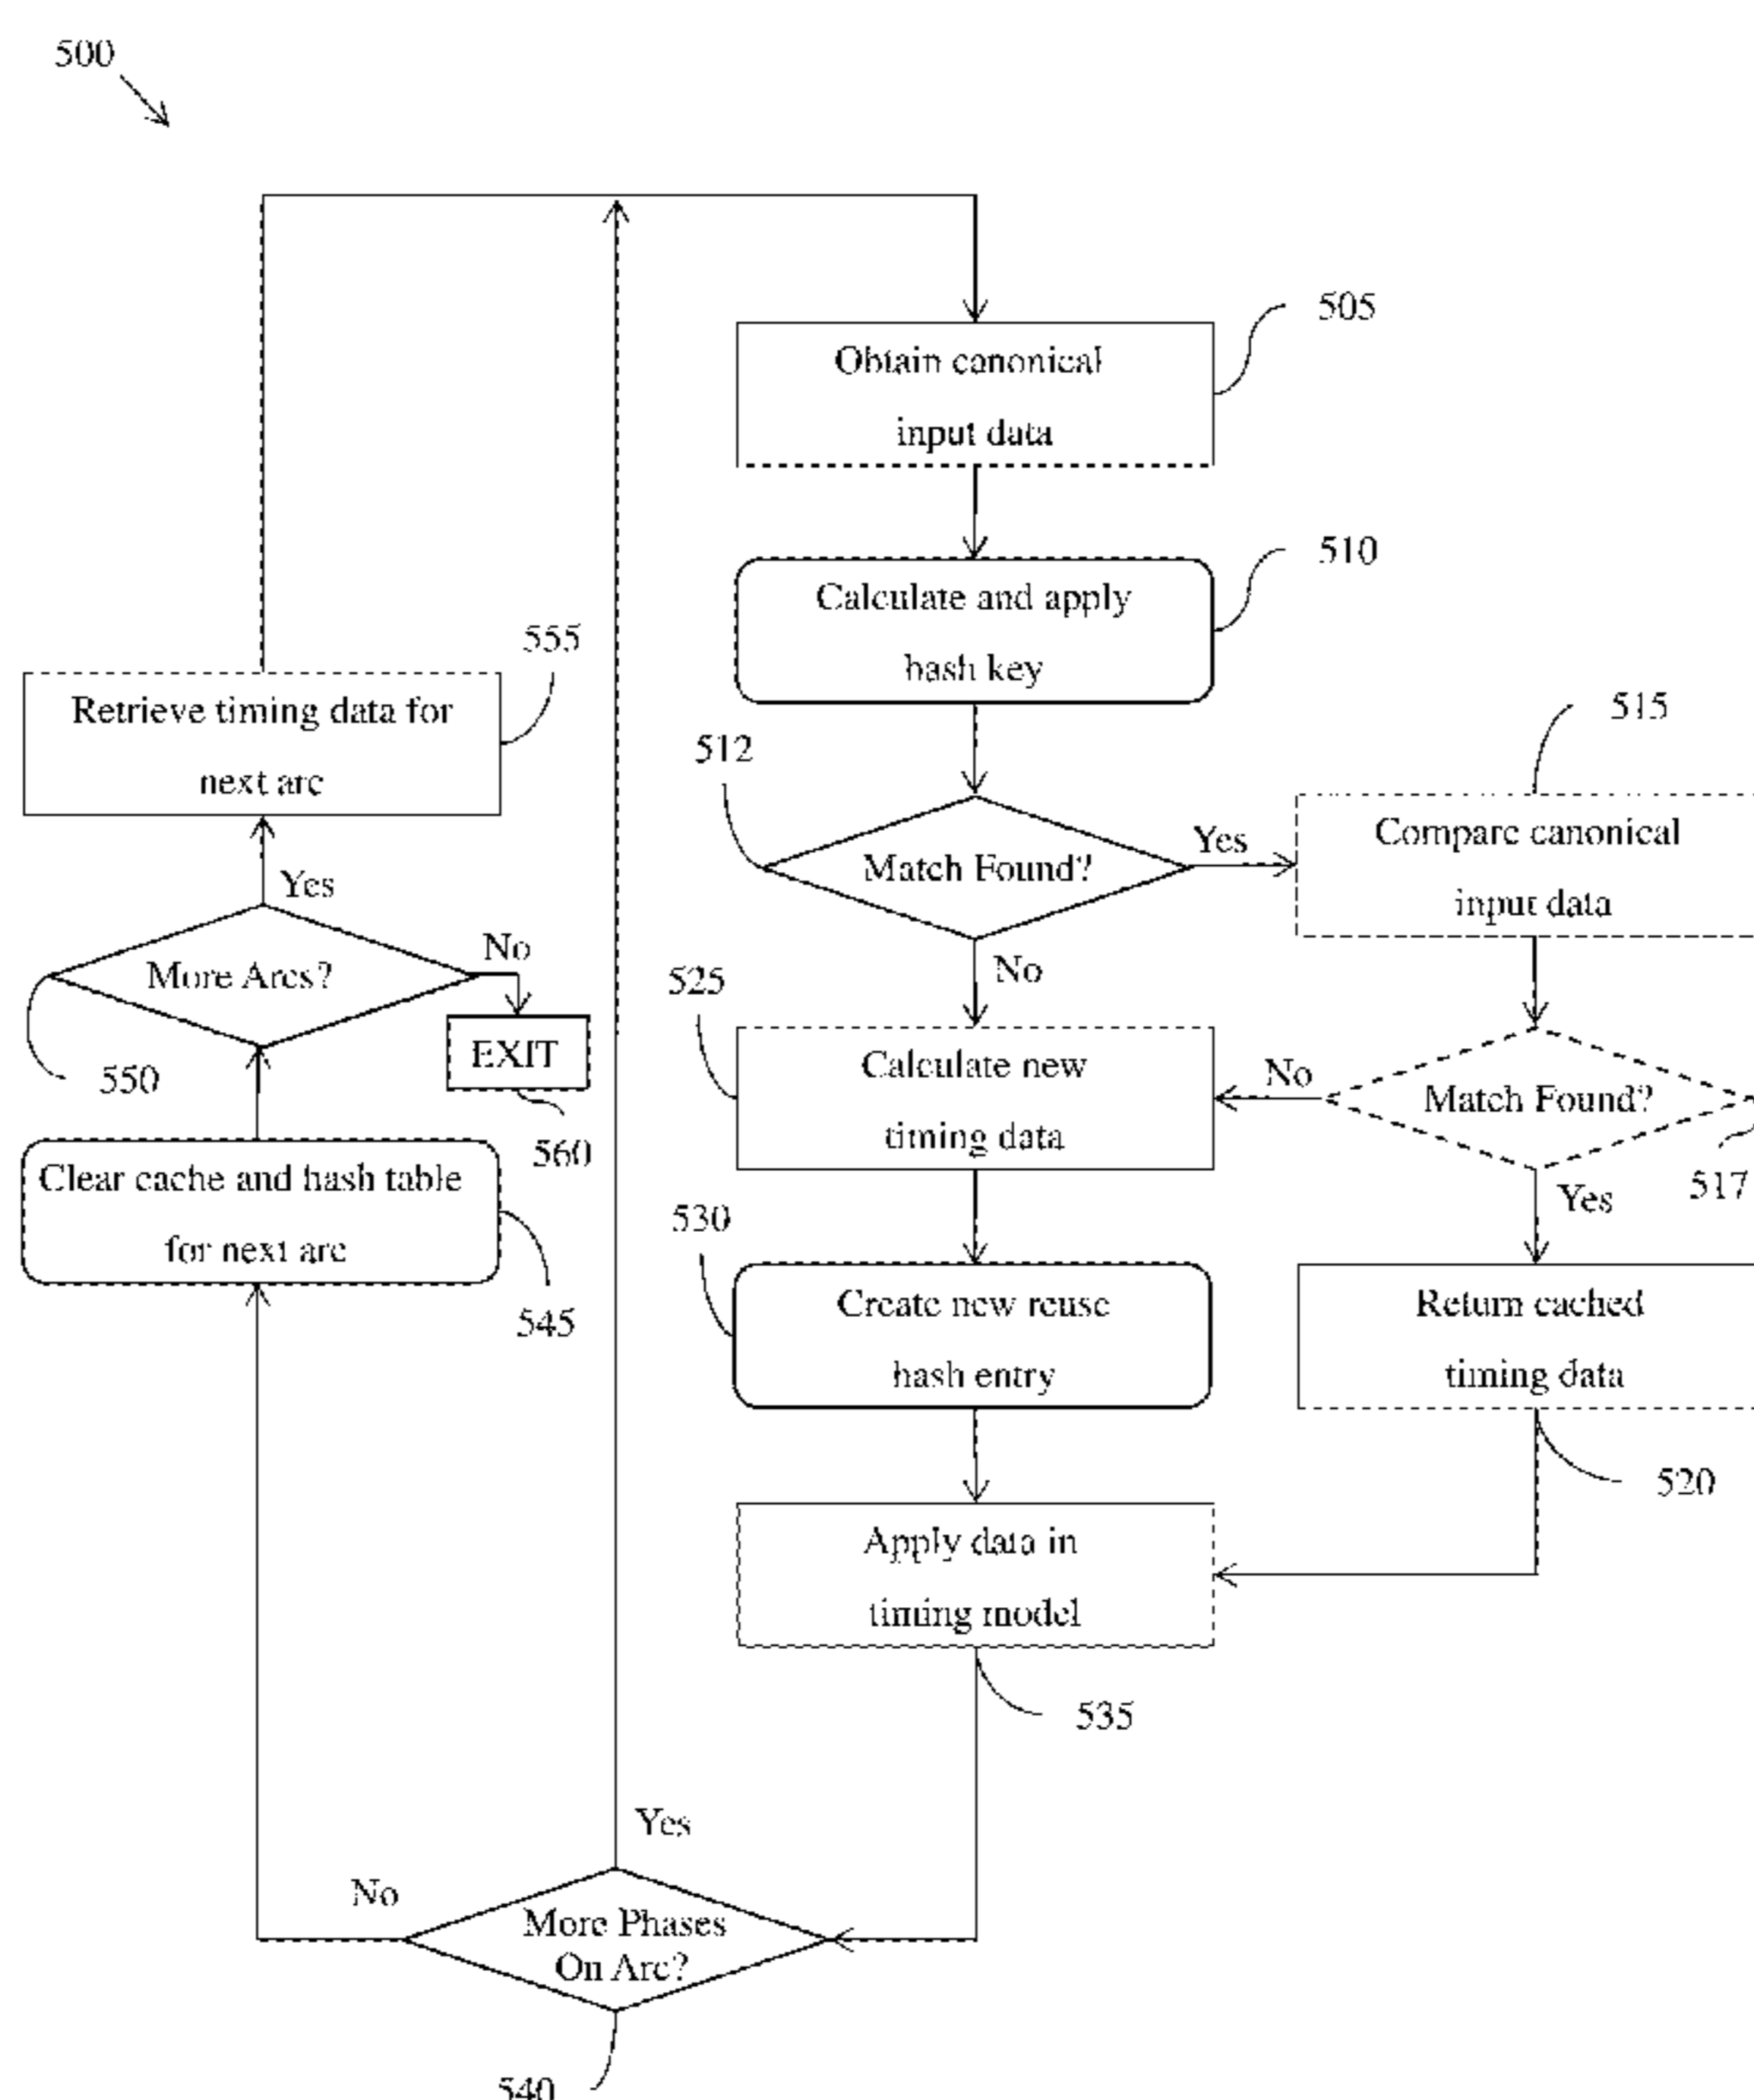 500
505
Obtain canonical
input data
510
Calculate and apply
hash key
555
Retrieve timing data for
next arc
512
515
Match Found?
Yes
Compare canonical
input data
Yes
No
More Arcs?
No
525
550
EXIT
Calculate new
timing data
No
Match Found?
560
517
Yes
Clear cache and hash table
for next arc
530
545
Create new reuse
hash entry
Return cached
timing data
520
Apply data in
timing model
535
Yes
No
More Phases
On Arc?
540